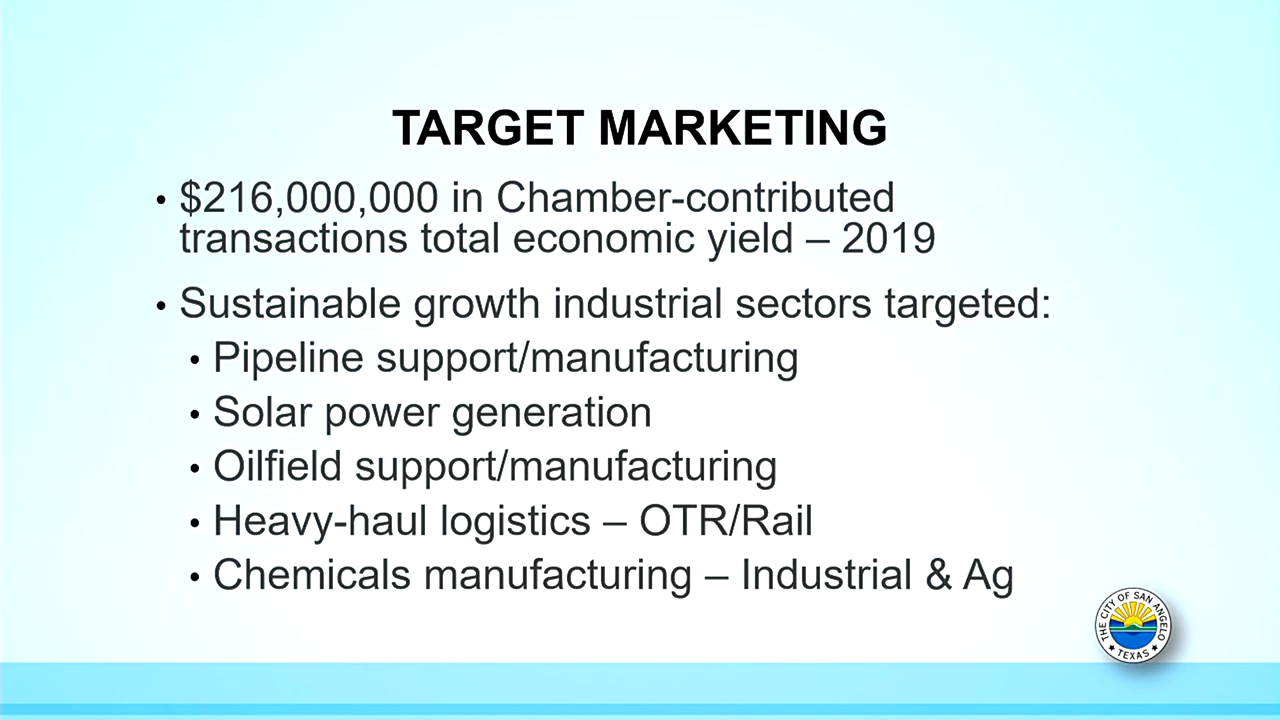 TARGET MARKETING
• $216,000,000 in Chamber-contributed
transactions total economic yield – 2019
• Sustainable growth industrial sectors targeted:
• Pipeline support/manufacturing
• Solar power generation
• Oilfield support/manufacturing
• Heavy-haul logistics – OTR/Rail
• Chemicals manufacturing – Industrial & Ag
THE CITY OF SAN ANGELO
TEXAS